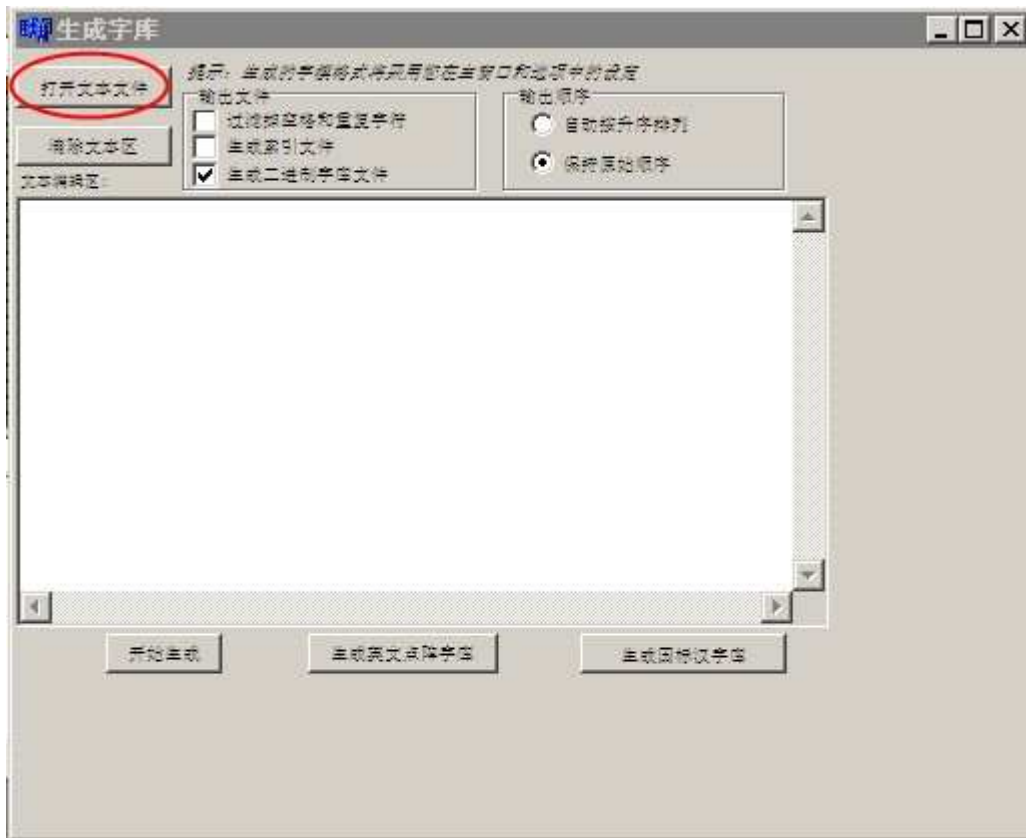 生成字库
打开文本文件
提示：生成的字模格式将采用您在主窗口和选项中的设定
输出文件
过滤掉空格和重复字符
生成索引文件
生成二进制字库文件
输出顺序
自动按升序排列
保持原始顺序
清除文本区
文本编辑区：
开始生成
生成英文点阵字库
生成国标汉字库